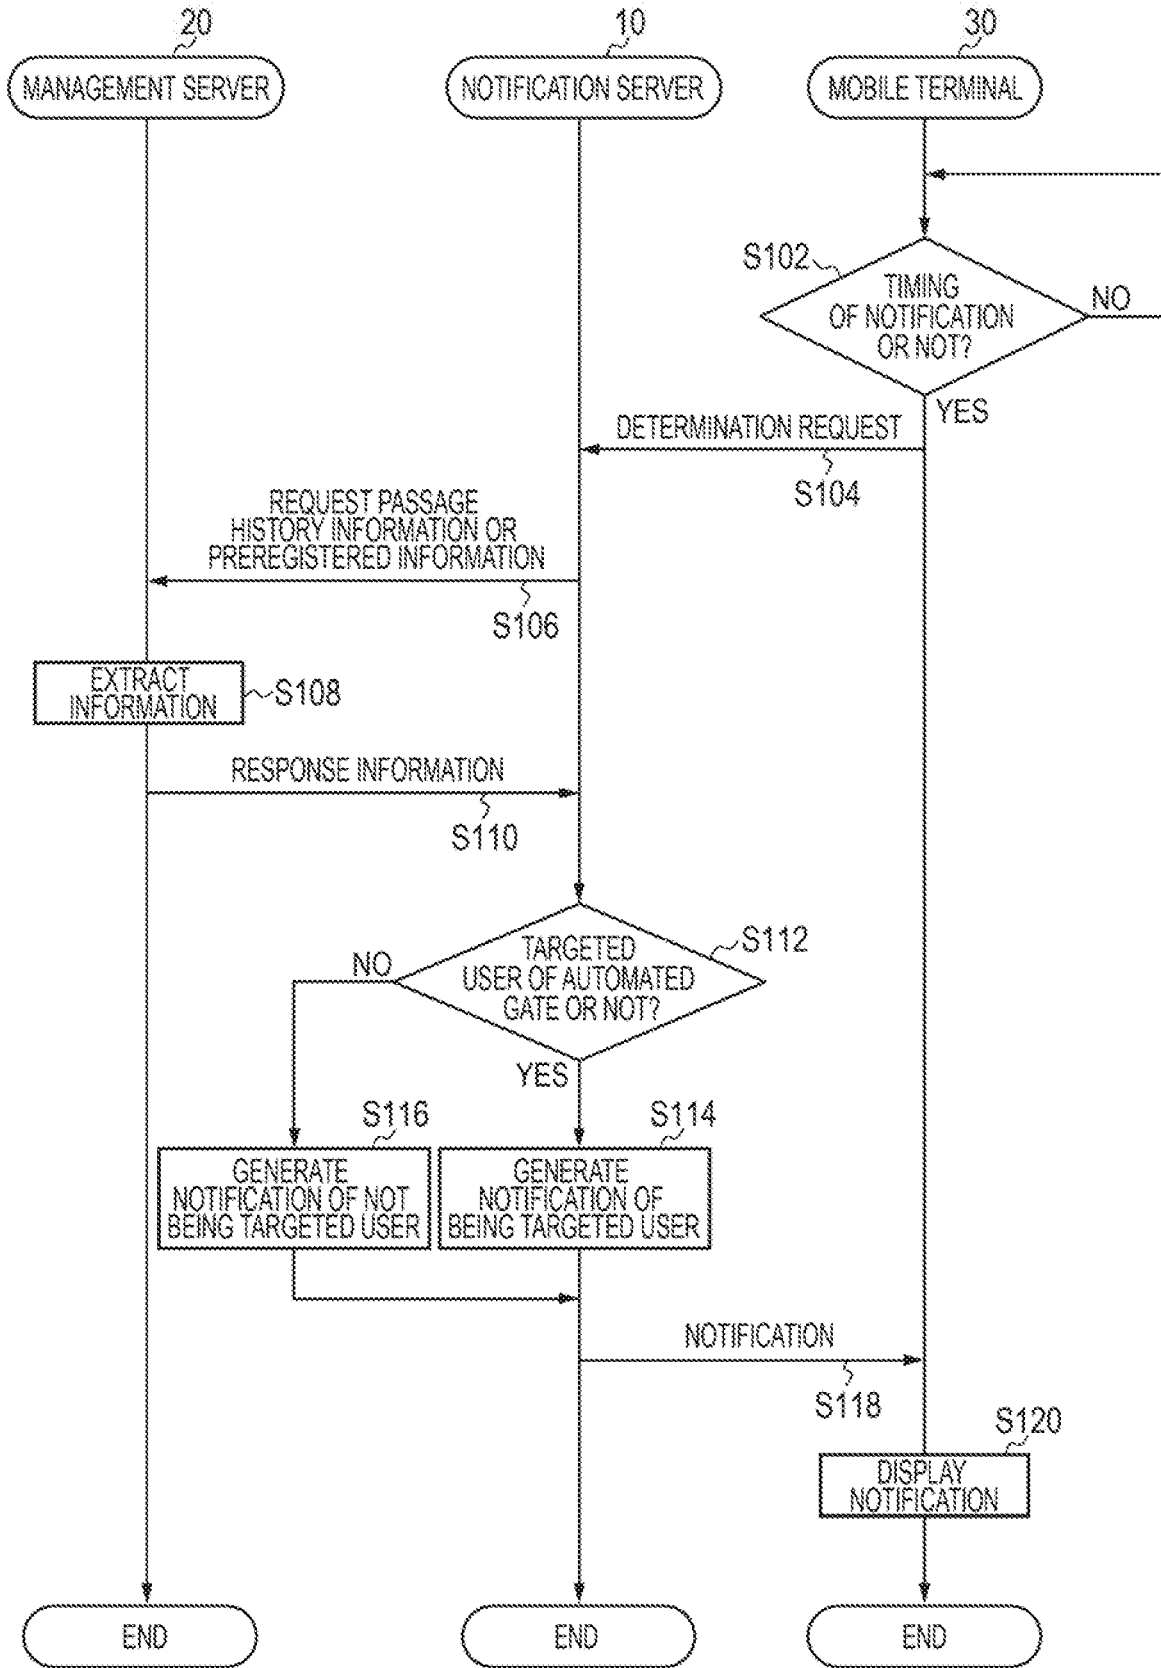 20
10
30
MANAGEMENT SERVER
NOTIFICATION SERVER
MOBILE TERMINAL
S102
TIMING
OF NOTIFICATION
OR NOT?
NO
YES
DETERMINATION REQUEST
S104
REQUEST PASSAGE
HISTORY INFORMATION OR
PREREGISTERED INFORMATION
S106
EXTRACT
INFORMATION
S108
RESPONSE INFORMATION
S110
S112
TARGETED
USER OF AUTOMATED
GATE OR NOT?
NO
YES
S116
S114
GENERATE
NOTIFICATION OF NOT
BEING TARGETED USER
GENERATE
NOTIFICATION OF
BEING TARGETED USER
NOTIFICATION
S118
S120
DISPLAY
NOTIFICATION
END
END
END